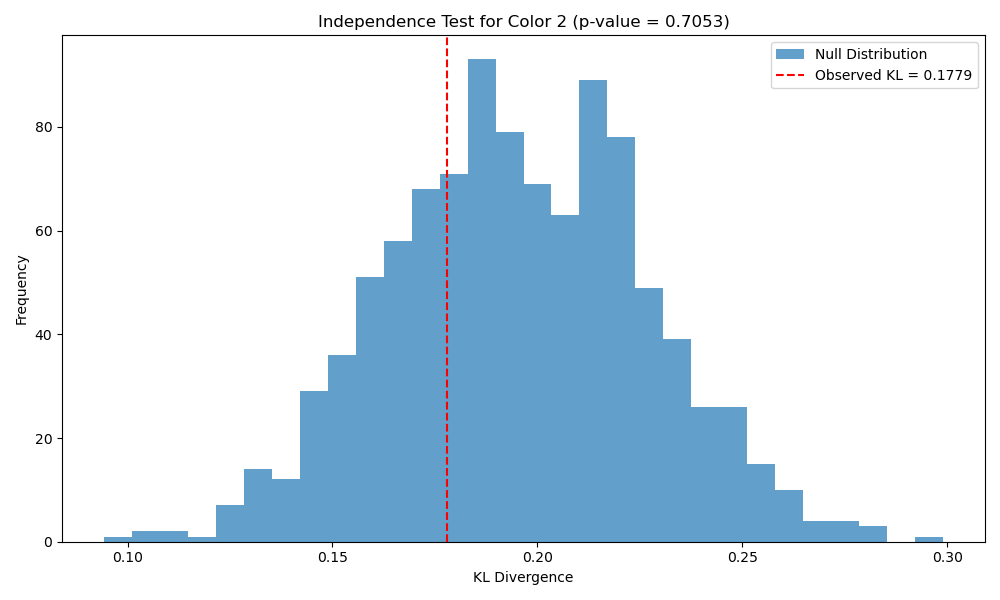 Independence Test for Color 2 (p-value = 0.7053)
Null Distribution
Observed KL = 0.1779
Frequency
80
60
40
20
0
0.10 0.15 0.20 0.25 0.30
KL Divergence